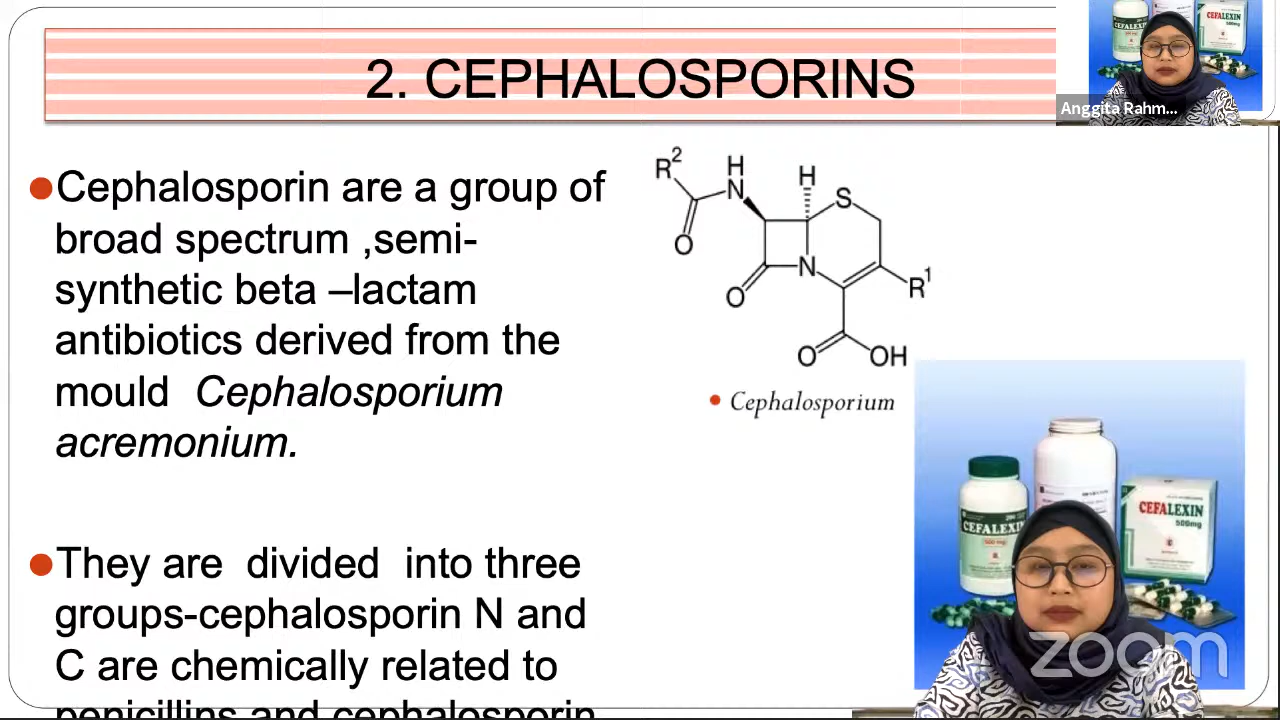 2. CEPHALOSPORINS
CEFALEXIN
500mg
Anggita Rahm...
Cephalosporin are a group of
broad spectrum ,semi-
synthetic beta –lactam
antibiotics derived from the
mould Cephalosporium
acremonium.
They are divided into three
groups-cephalosporin N and
C are chemically related to
penicillins and cephalosporin
R2
H
N
H
S
O
O
N
R1
O
OH
Cephalosporium
CEFALEXIN
500 mg
CEFALEXIN
500mg
zoom